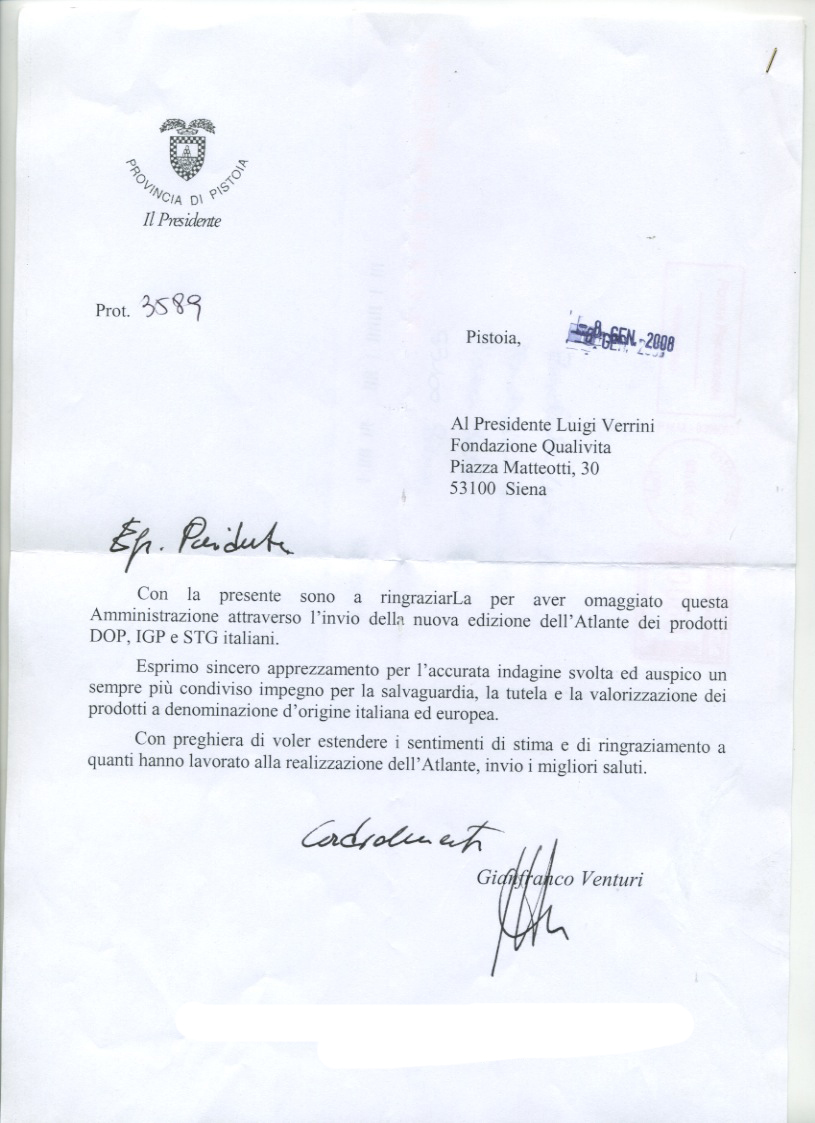 PROVINCIA DI PISTOIA
Il Presidente
Prot. 3589
Pistoia, -8 GEN. 2008
Al Presidente Luigi Verrini
Fondazione Qualivita
Piazza Matteotti, 30
53100 Siena
Con la presente sono a ringraziarLa per aver omaggiato questa
Amministrazione attraverso l'invio della nuova edizione dell'Atlante dei prodotti
DOP, IGP e STG italiani.
Esprimo sincero apprezzamento per l'accurata indagine svolta ed auspico un
sempre più condiviso impegno per la salvaguardia, la tutela e la valorizzazione dei
prodotti a denominazione d'origine italiana ed europea.
Con preghiera di voler estendere i sentimenti di stima e di ringraziamento a
quanti hanno lavorato alla realizzazione dell'Atlante, invio i migliori saluti.
Cordialmente
Gianfranco Venturi